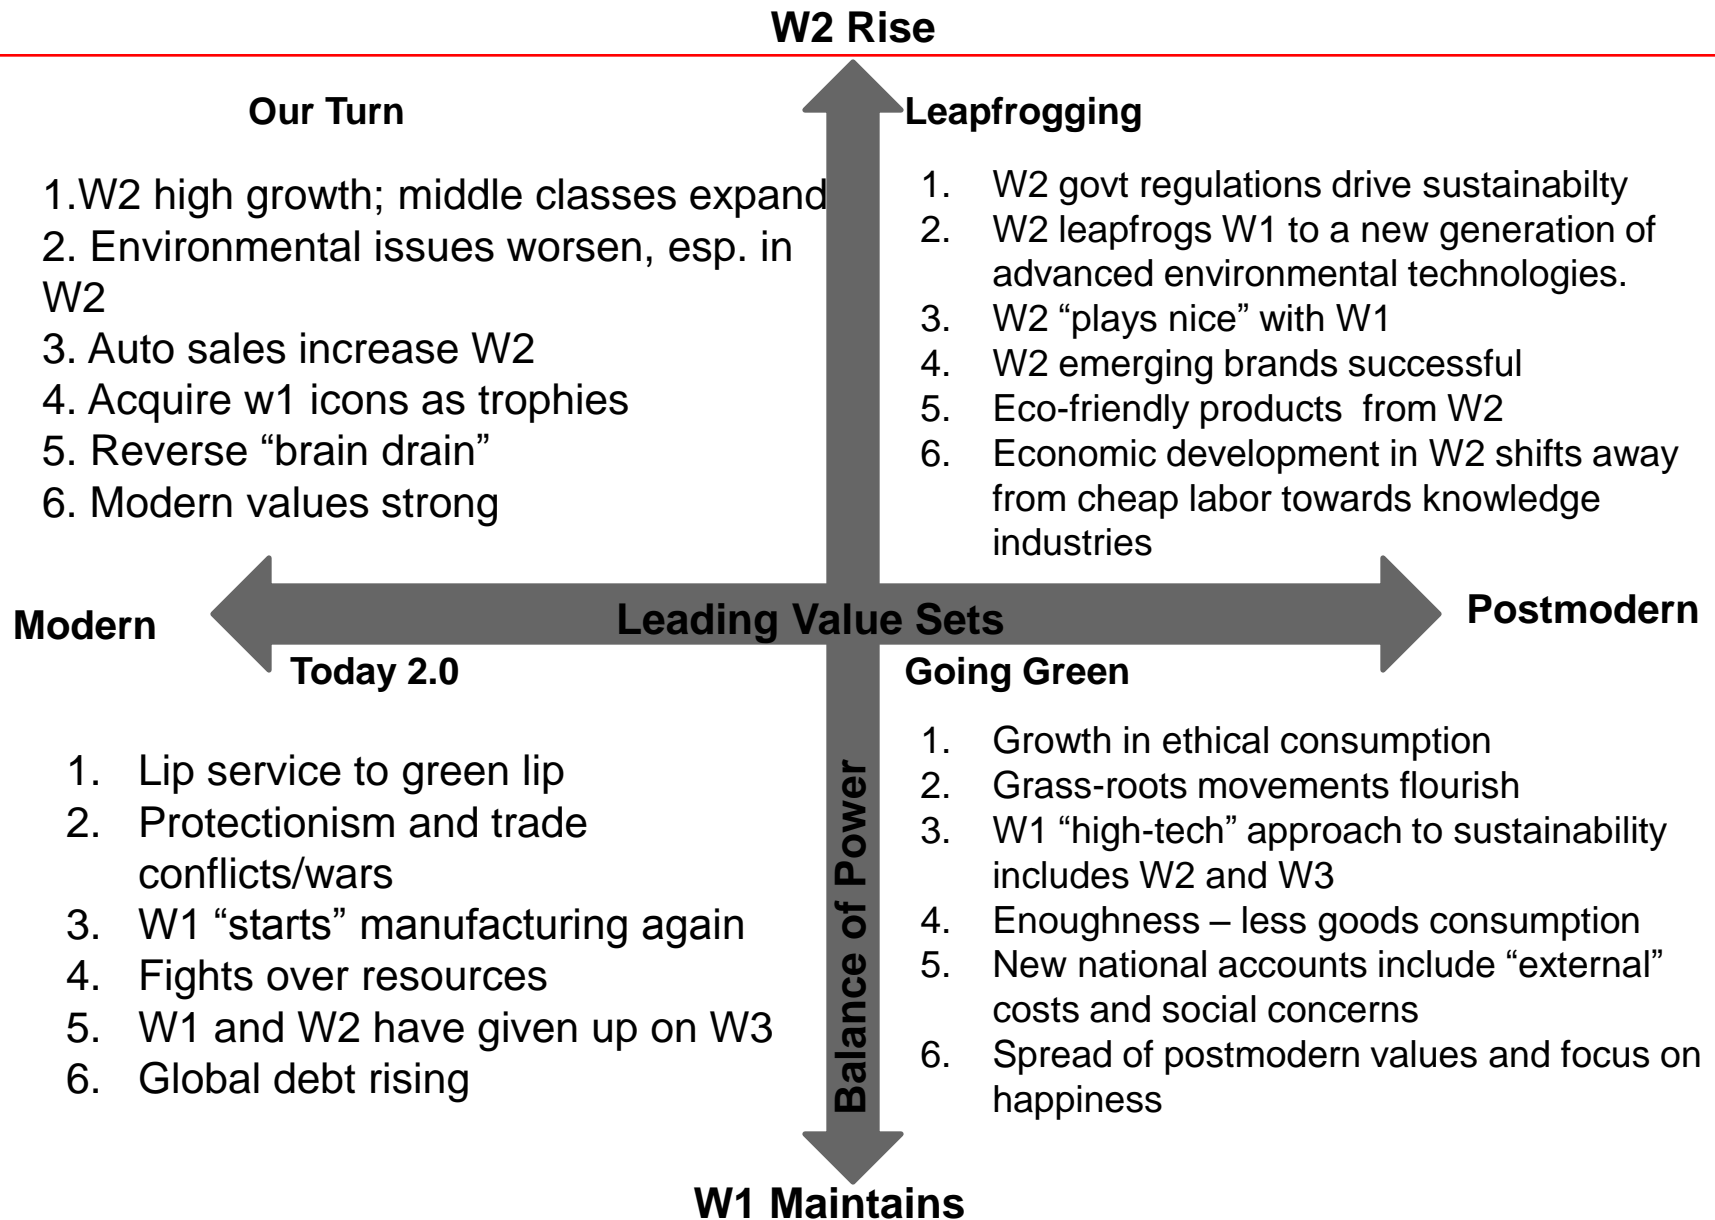 W2 Rise
Our Turn
1.W2 high growth; middle classes expand
2. Environmental issues worsen, esp. in
W2
3. Auto sales increase W2
4. Acquire w1 icons as trophies
5. Reverse “brain drain”
6. Modern values strong
Leapfrogging
1. W2 govt regulations drive sustainabilty
2. W2 leapfrogs W1 to a new generation of
advanced environmental technologies.
3. W2 “plays nice” with W1
4. W2 emerging brands successful
5. Eco-friendly products from W2
6. Economic development in W2 shifts away
from cheap labor towards knowledge
industries
Modern
Leading Value Sets
Postmodern
Today 2.0
1. Lip service to green lip
2. Protectionism and trade
conflicts/wars
3. W1 “starts” manufacturing again
4. Fights over resources
5. W1 and W2 have given up on W3
6. Global debt rising
Balance of Power
Going Green
1. Growth in ethical consumption
2. Grass-roots movements flourish
3. W1 “high-tech” approach to sustainability
includes W2 and W3
4. Enoughness – less goods consumption
5. New national accounts include “external”
costs and social concerns
6. Spread of postmodern values and focus on
happiness
W1 Maintains